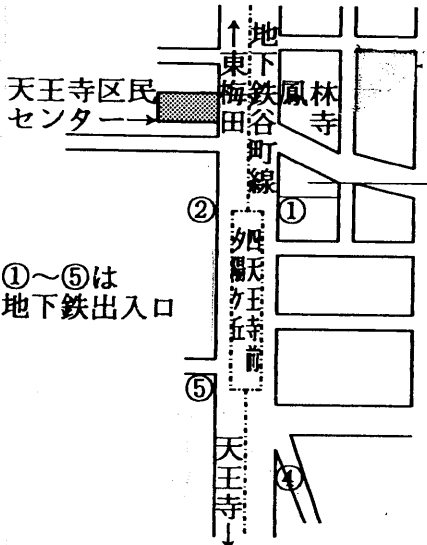 東梅田
地下鉄谷町線
鳳林寺
天王寺区民
センター→
②
①
四天王寺前
夕陽ケ丘
①〜⑤は
地下鉄出入口
⑤
天王寺
④